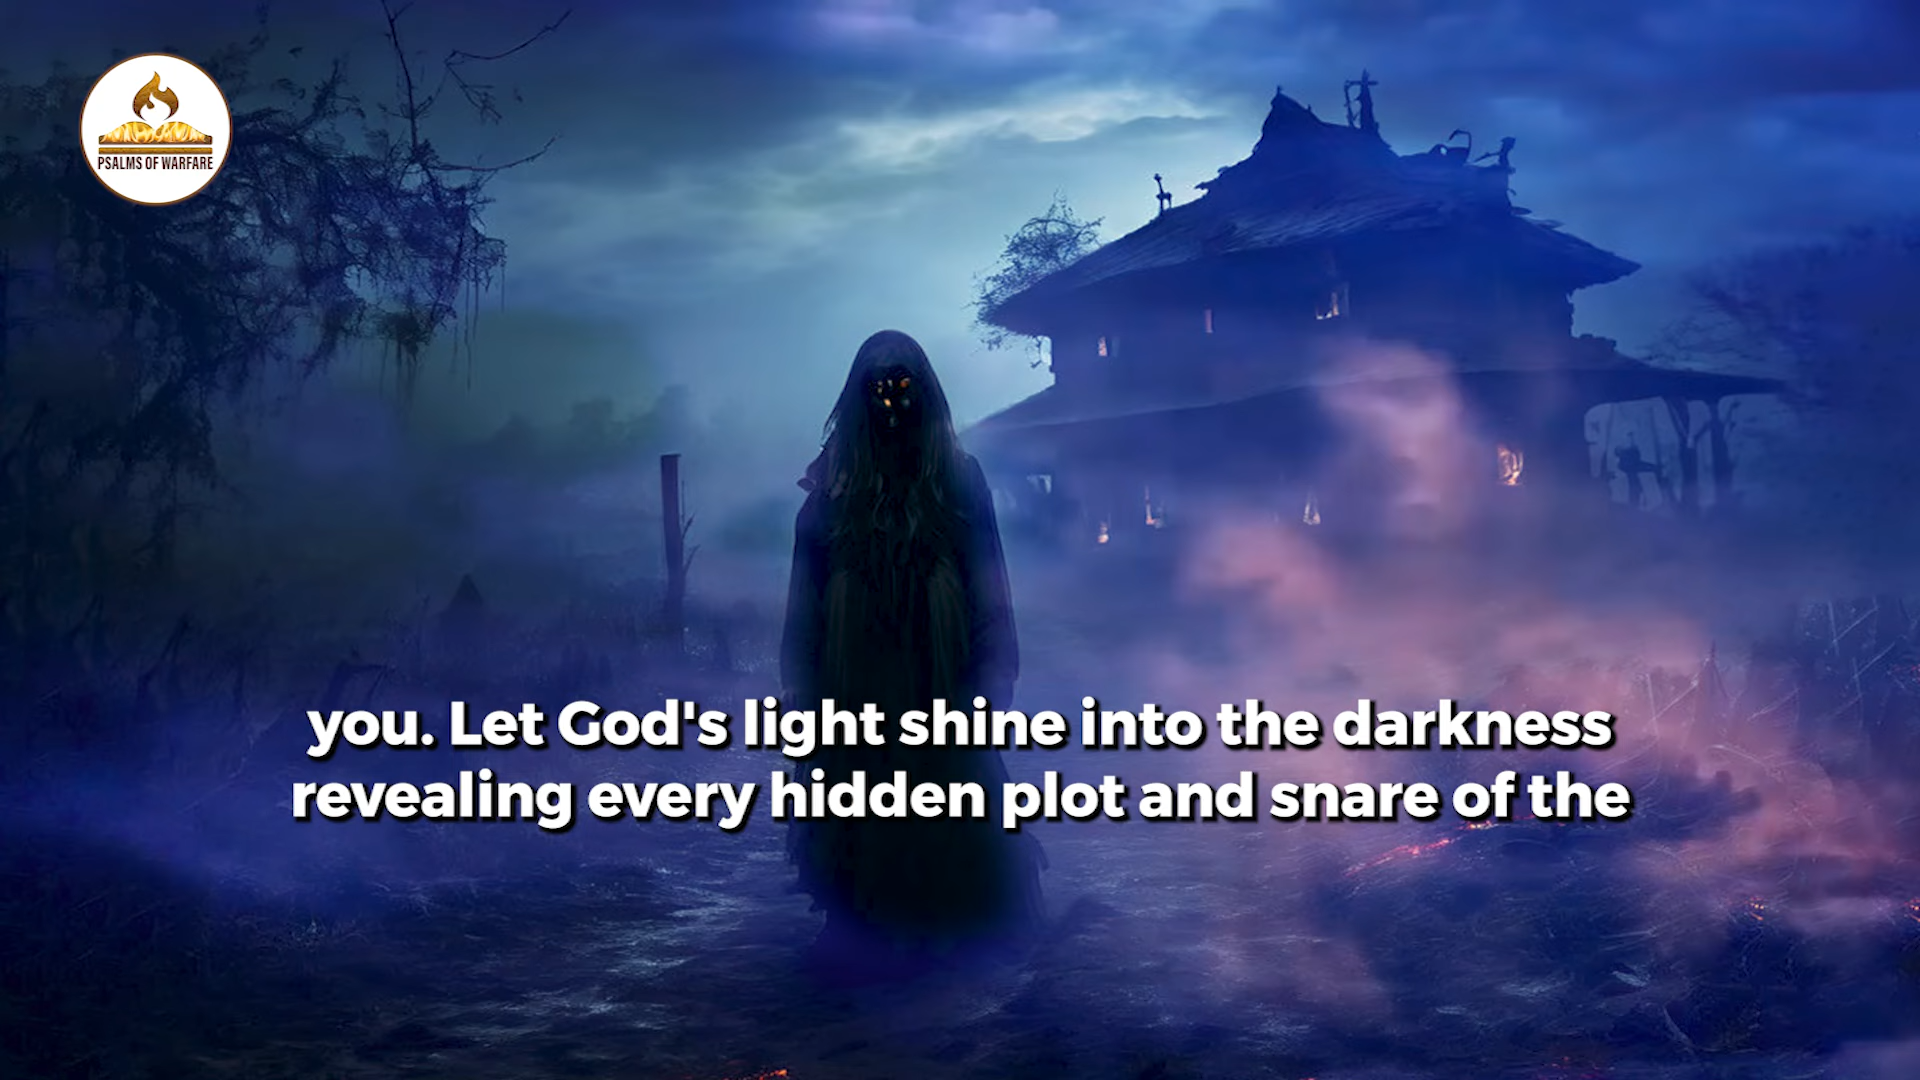 PSALMS OF WARFARE
you. Let God's light shine into the darkness
revealing every hidden plot and snare of the